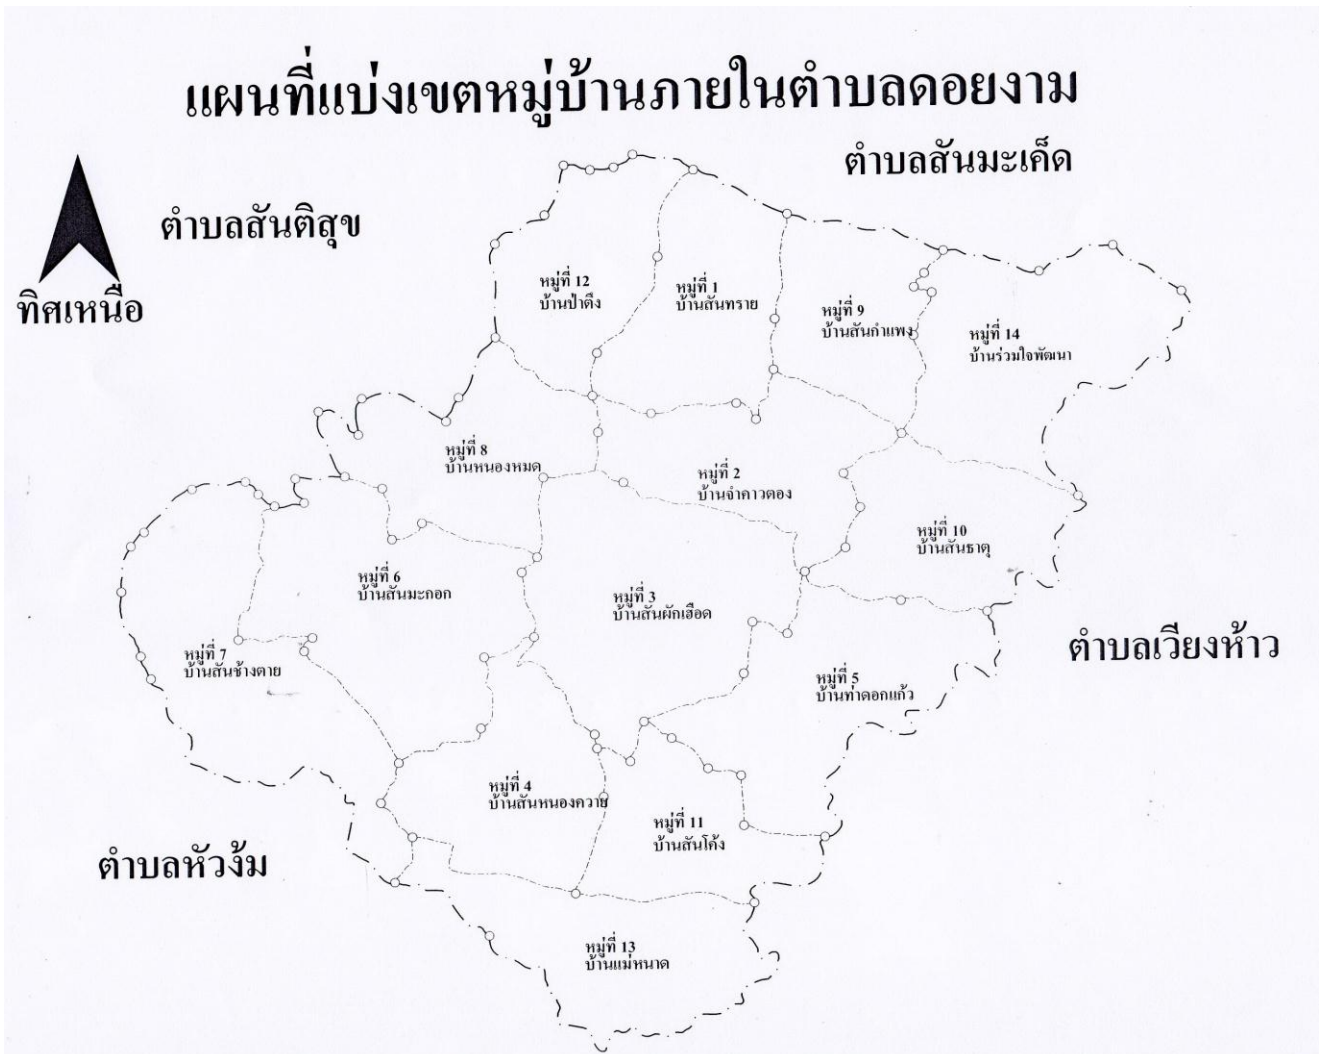 แผนที่แบ่งเขตหมู่บ้านภายในตำบลดอยงาม
ตำบลสันมะเค็ด
ตำบลสันติสุข
ทิศเหนือ
หมู่ที่ 12
บ้านป่าตึง
หมู่ที่ 1
บ้านสันทราย
หมู่ที่ 9
บ้านสันกำแพง
หมู่ที่ 14
บ้านร่วมใจพัฒนา
หมู่ที่ 8
บ้านหนองหมด
หมู่ที่ 2
บ้านจำคาวตอง
หมู่ที่ 10
บ้านสันธาตุ
หมู่ที่ 6
บ้านสันมะกอก
หมู่ที่ 3
บ้านสันผักเฮือด
ตำบลเวียงห้าว
หมู่ที่ 7
บ้านสันช้างตาย
หมู่ที่ 5
บ้านท่าดอกแก้ว
หมู่ที่ 4
บ้านสันหนองควาย
หมู่ที่ 11
บ้านสันโค้ง
ตำบลหัวง้ม
หมู่ที่ 13
บ้านแม่หนาด